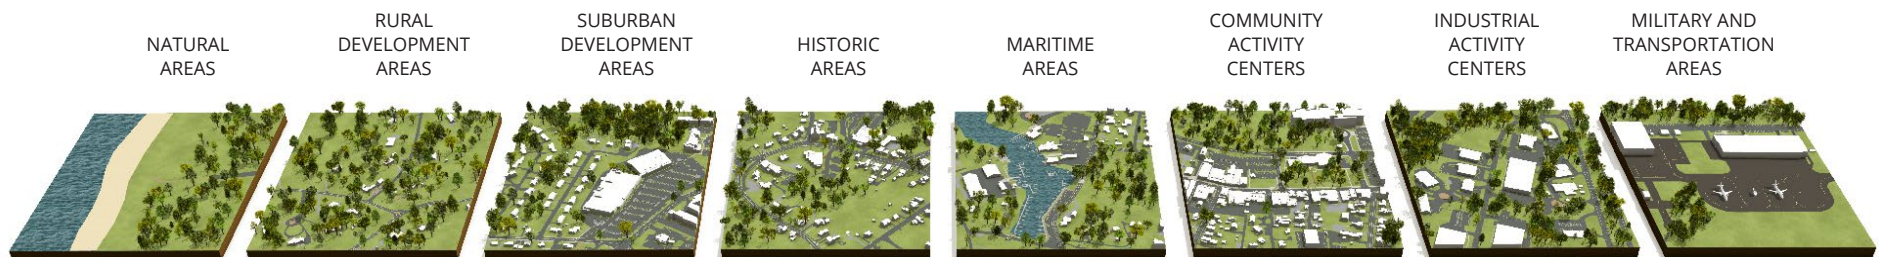 NATURAL
AREAS
RURAL
DEVELOPMENT
AREAS
SUBURBAN
DEVELOPMENT
AREAS
HISTORIC
AREAS
MARITIME
AREAS
COMMUNITY
ACTIVITY
CENTERS
INDUSTRIAL
ACTIVITY
CENTERS
MILITARY AND
TRANSPORTATION
AREAS